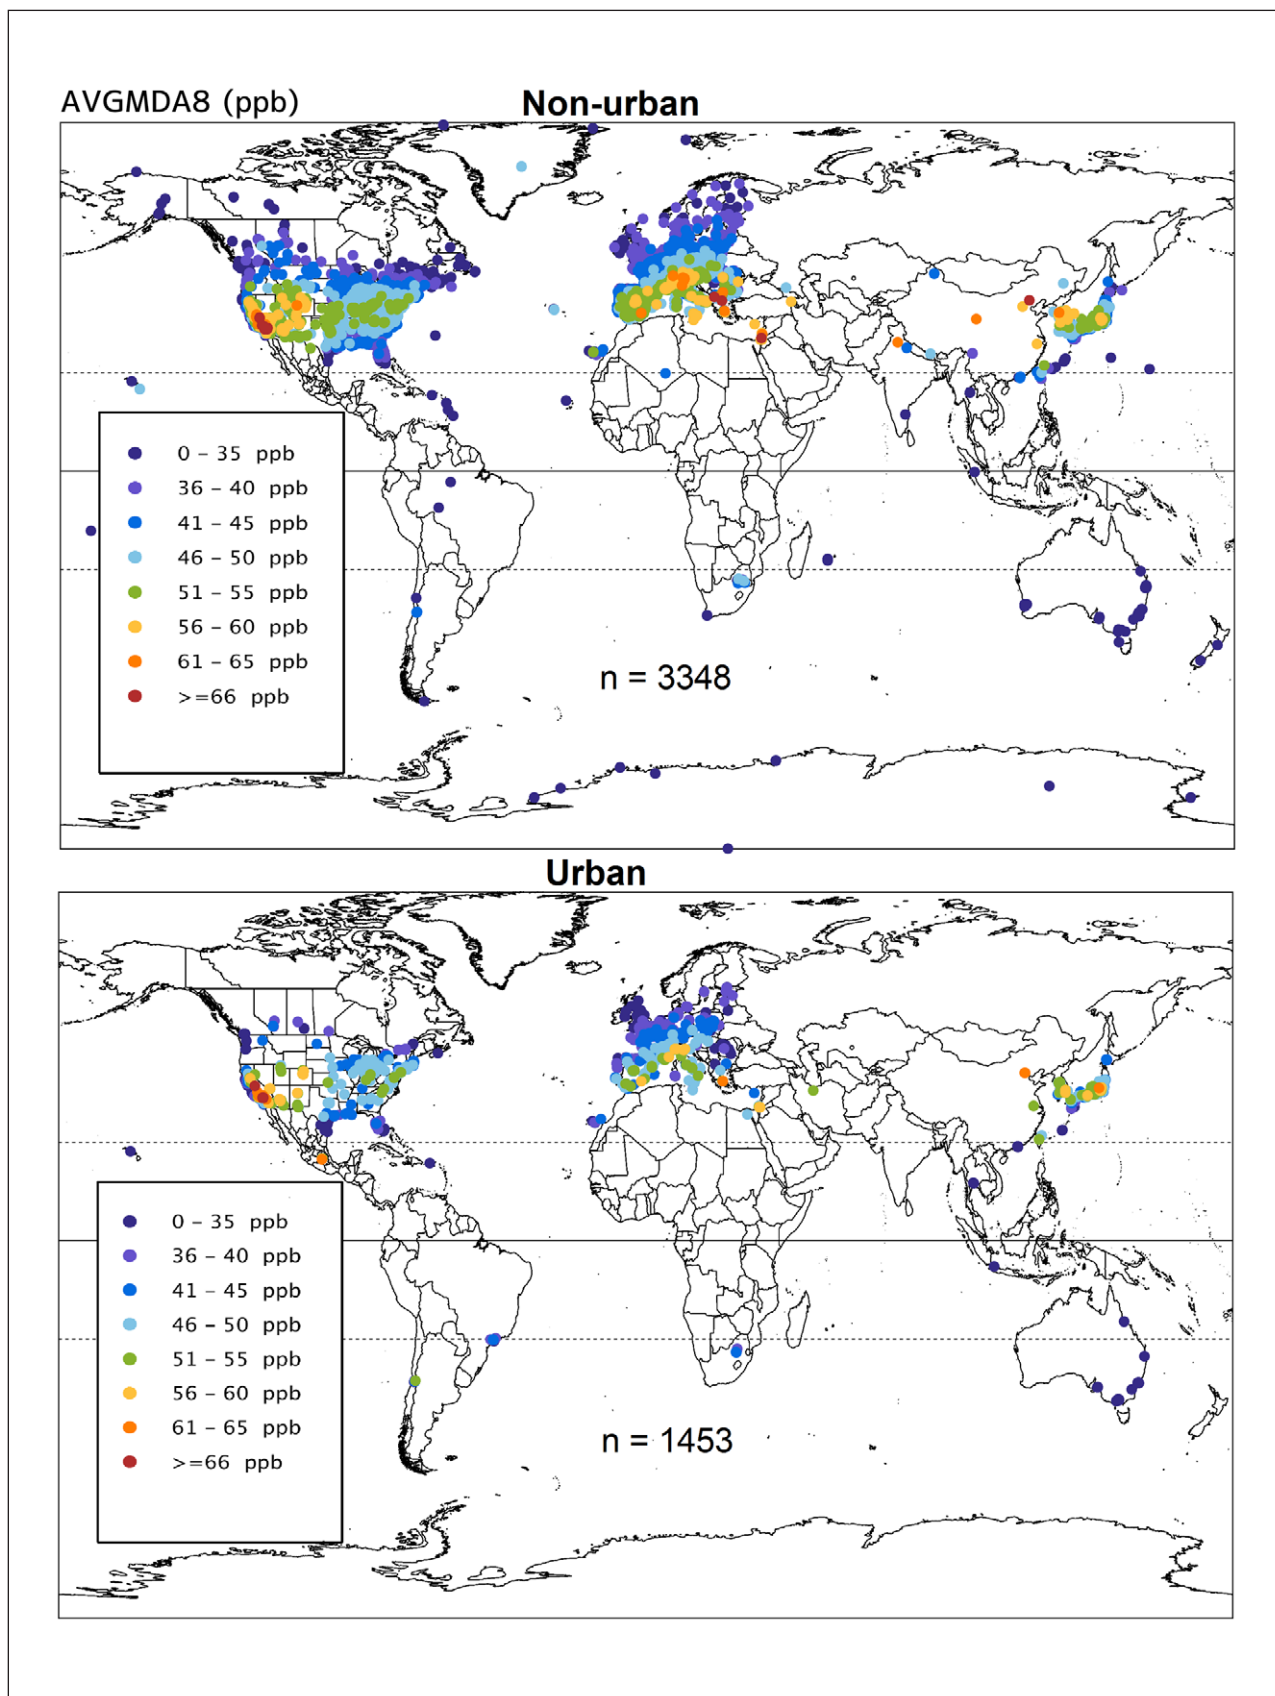 AVGMDA8 (ppb)
Non-urban
0 – 35 ppb
36 – 40 ppb
41 – 45 ppb
46 – 50 ppb
51 – 55 ppb
56 – 60 ppb
61 – 65 ppb
>=66 ppb
n = 3348
Urban
0 – 35 ppb
36 – 40 ppb
41 – 45 ppb
46 – 50 ppb
51 – 55 ppb
56 – 60 ppb
61 – 65 ppb
>=66 ppb
n = 1453